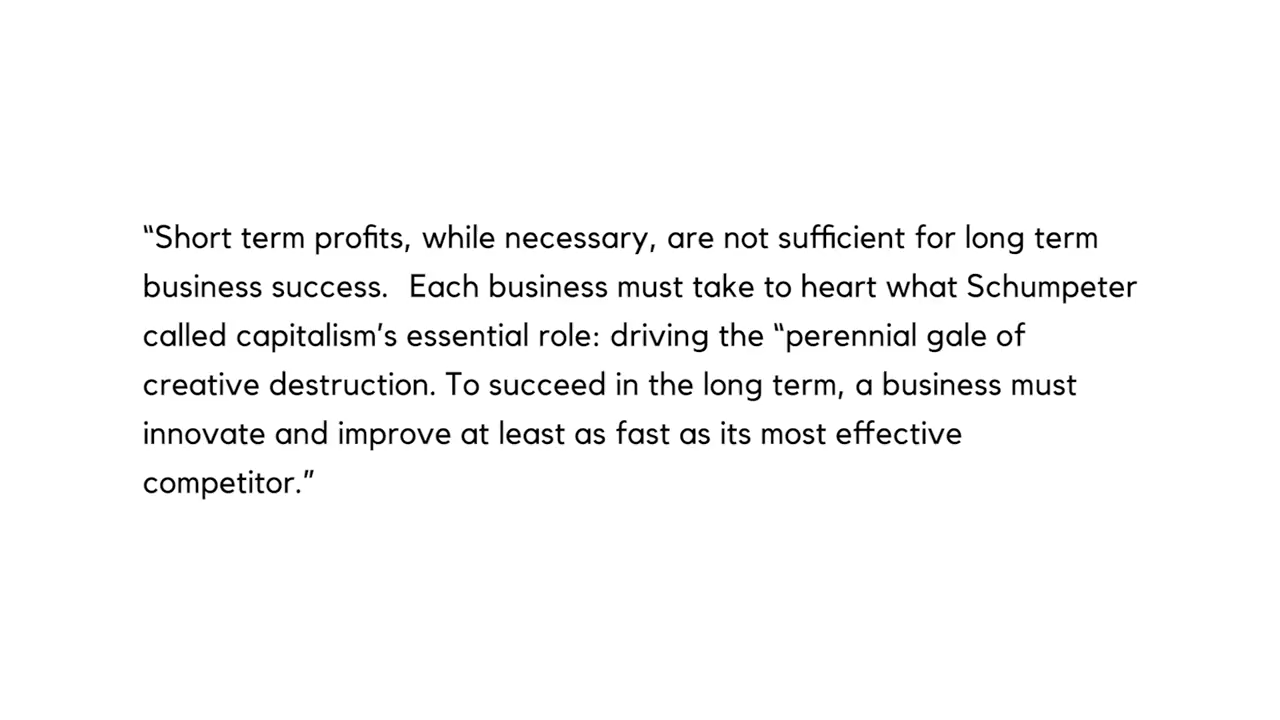 “Short term profits, while necessary, are not sufficient for long term
business success.  Each business must take to heart what Schumpeter
called capitalism’s essential role: driving the “perennial gale of
creative destruction. To succeed in the long term, a business must
innovate and improve at least as fast as its most effective
competitor.”